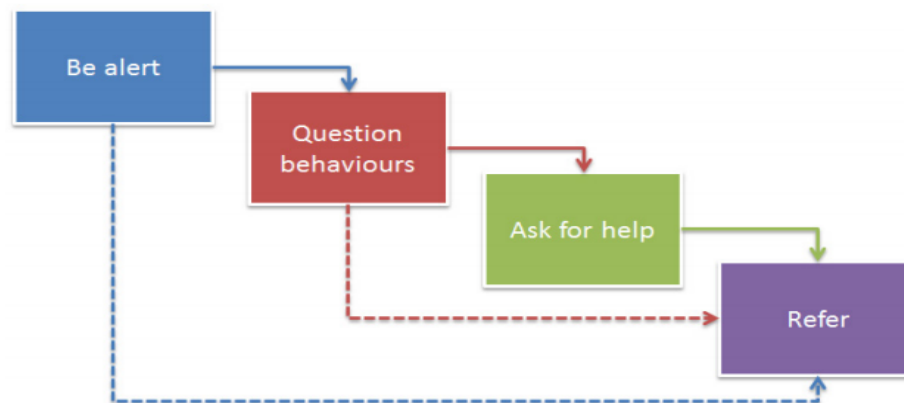 Be alert
Question
behaviours
Ask for help
Refer